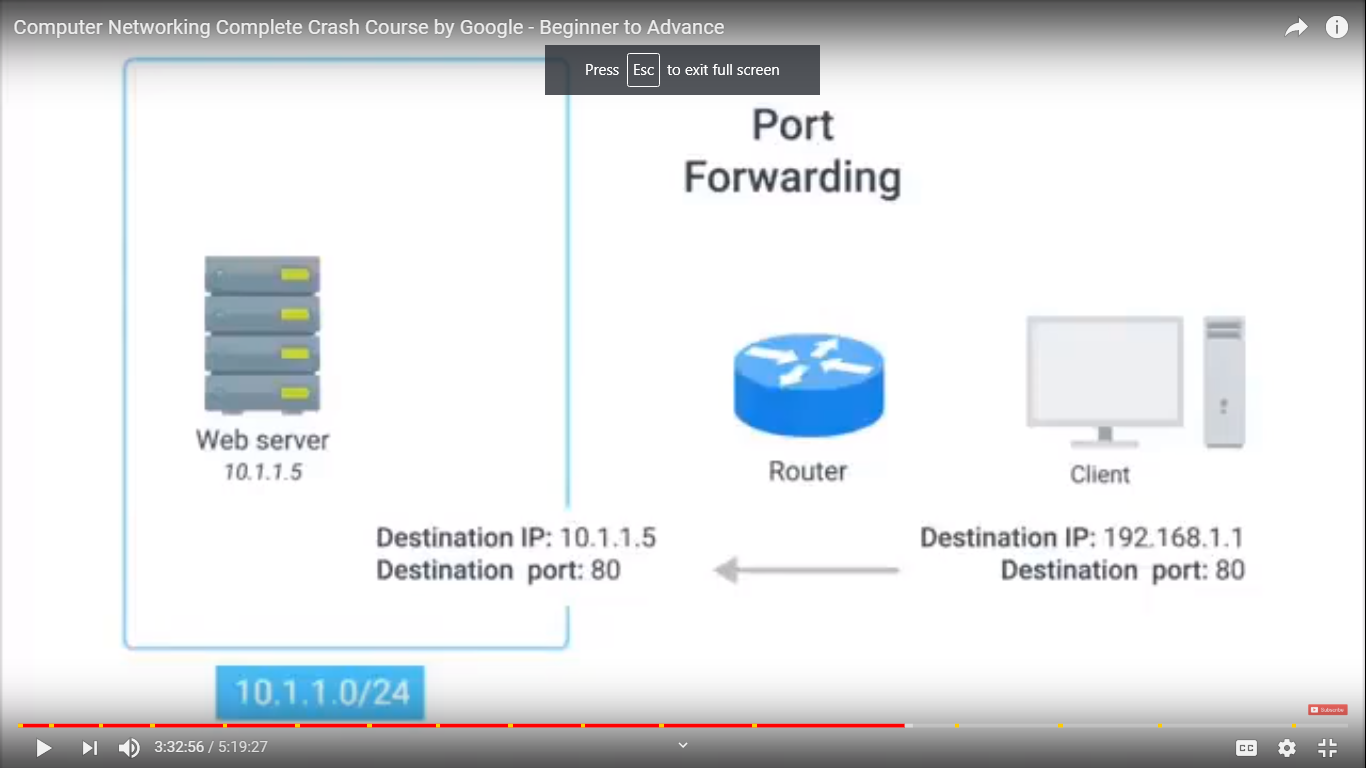 Computer Networking Complete Crash Course by Google - Beginner to Advance
Press Esc to exit full screen
Port
Forwarding
Web server
10.1.1.5
Router
Client
Destination IP: 10.1.1.5
Destination port: 80
Destination IP: 192.168.1.1
Destination port: 80
10.1.1.0/24
Subscribe
3:32:56 / 5:19:27
CC